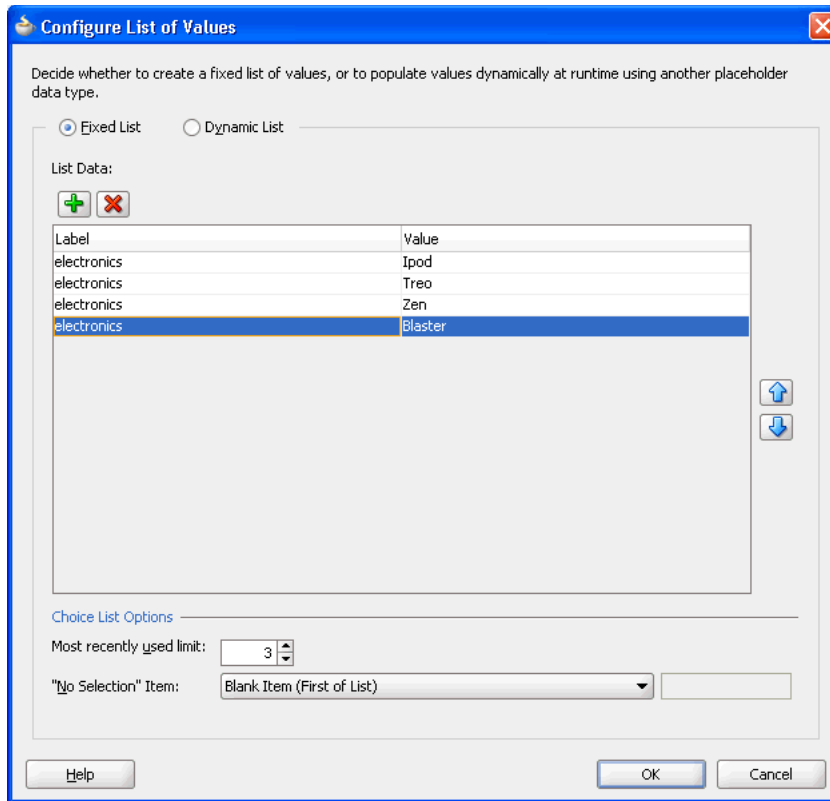 Configure List of Values
Decide whether to create a fixed list of values, or to populate values dynamically at runtime using another placeholder
data type.
Fixed List Dynamic List
List Data:
Label Value
electronics Ipod
electronics Treo
electronics Zen
electronics Blaster
Choice List Options
Most recently used limit: 3
"No Selection" Item: Blank Item (First of List)
Help OK Cancel